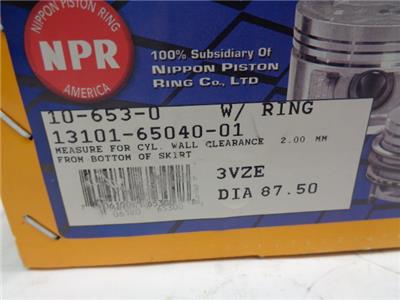 NIPPON PISTON RING
NPR
AMERICA
100% Subsidiary Of
NIPPON PISTON
RING CO., LTD
10-653-0 W/ RING
13101-65040-01
MEASURE FOR CYL. WALL CLEARANCE 2.00 MM
FROM BOTTOM OF SKIRT
3VZE
DIA 87.50